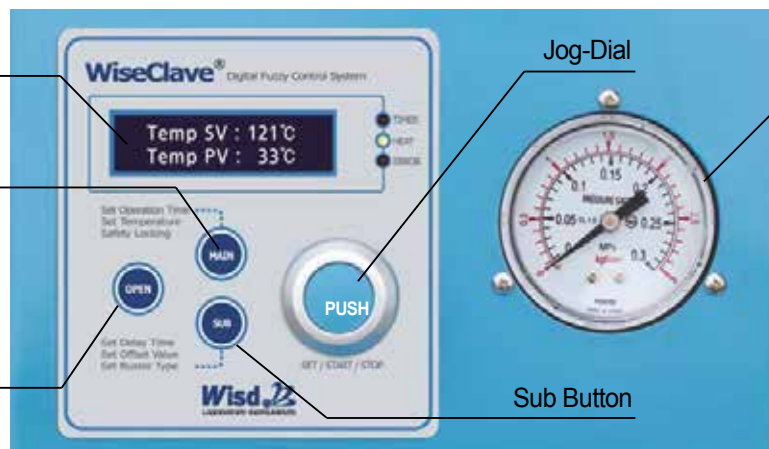 WiseClave® Digital Fuzzy Control System
Jog-Dial
Temp SV : 121℃
Temp PV : 33℃
TIMER
HEAT
ERROR
Set Operation Time
Set Temperature
Safety Locking
MAIN
OPEN
SUB
PUSH
Set Delay Time
Set Offset Value
Set Buzzer Type
SET / START / STOP
Wisd
LABORATORY INSTRUMENTS
Sub Button
0.15
0.1
0.05
0.25
0.3
0
MPa